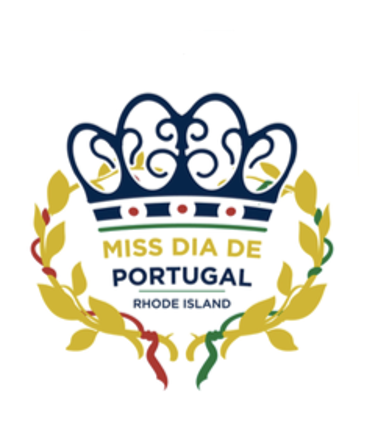 MISS DIA DE
PORTUGAL
RHODE ISLAND